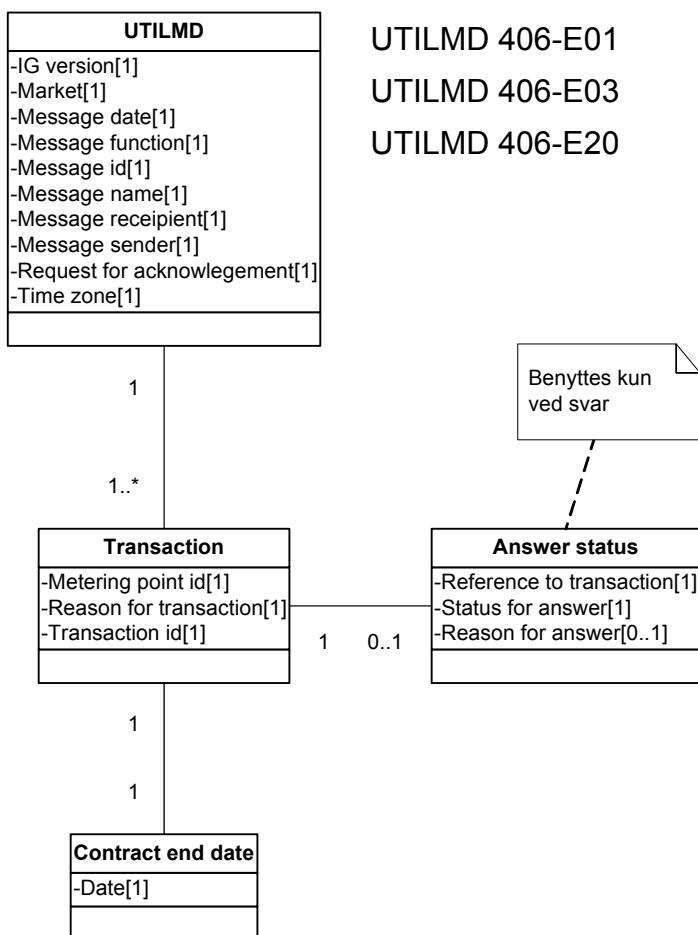 UTILMD
-IG version[1]
-Market[1]
-Message date[1]
-Message function[1]
-Message id[1]
-Message name[1]
-Message receipient[1]
-Message sender[1]
-Request for acknowlegement[1]
-Time zone[1]
UTILMD 406-E01
UTILMD 406-E03
UTILMD 406-E20
1
1..*
Benyttes kun
ved svar
Transaction
-Metering point id[1]
-Reason for transaction[1]
-Transaction id[1]
1
0..1
Answer status
-Reference to transaction[1]
-Status for answer[1]
-Reason for answer[0..1]
1
1
Contract end date
-Date[1]